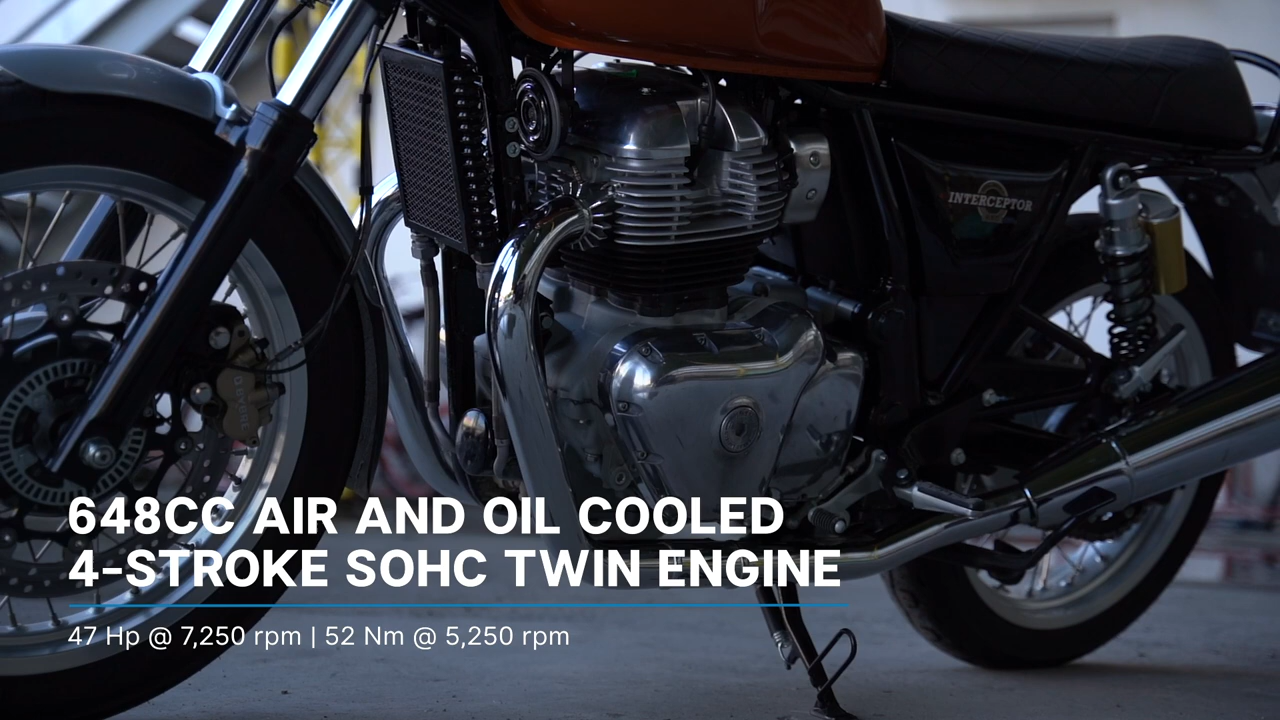 INTERCEPTOR
648CC AIR AND OIL COOLED
4-STROKE SOHC TWIN ENGINE
47 Hp @ 7,250 rpm | 52 Nm @ 5,250 rpm